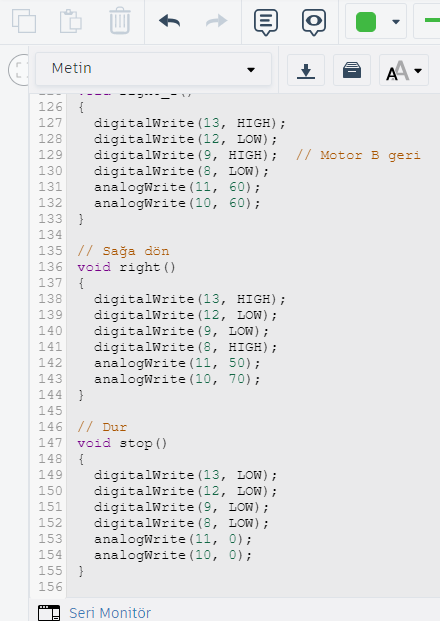 Metin
126 {
127 digitalWrite(13, HIGH);
128 digitalWrite(12, LOW);
129 digitalWrite(9, HIGH); // Motor B geri
130 digitalWrite(8, LOW);
131 analogWrite(11, 60);
132 analogWrite(10, 60);
133 }
134
135 // Sağa dön
136 void right()
137 {
138 digitalWrite(13, HIGH);
139 digitalWrite(12, LOW);
140 digitalWrite(9, LOW);
141 digitalWrite(8, HIGH);
142 analogWrite(11, 50);
143 analogWrite(10, 70);
144 }
145
146 // Dur
147 void stop()
148 {
149 digitalWrite(13, LOW);
150 digitalWrite(12, LOW);
151 digitalWrite(9, LOW);
152 digitalWrite(8, LOW);
153 analogWrite(11, 0);
154 analogWrite(10, 0);
155 }
156
Seri Monitör